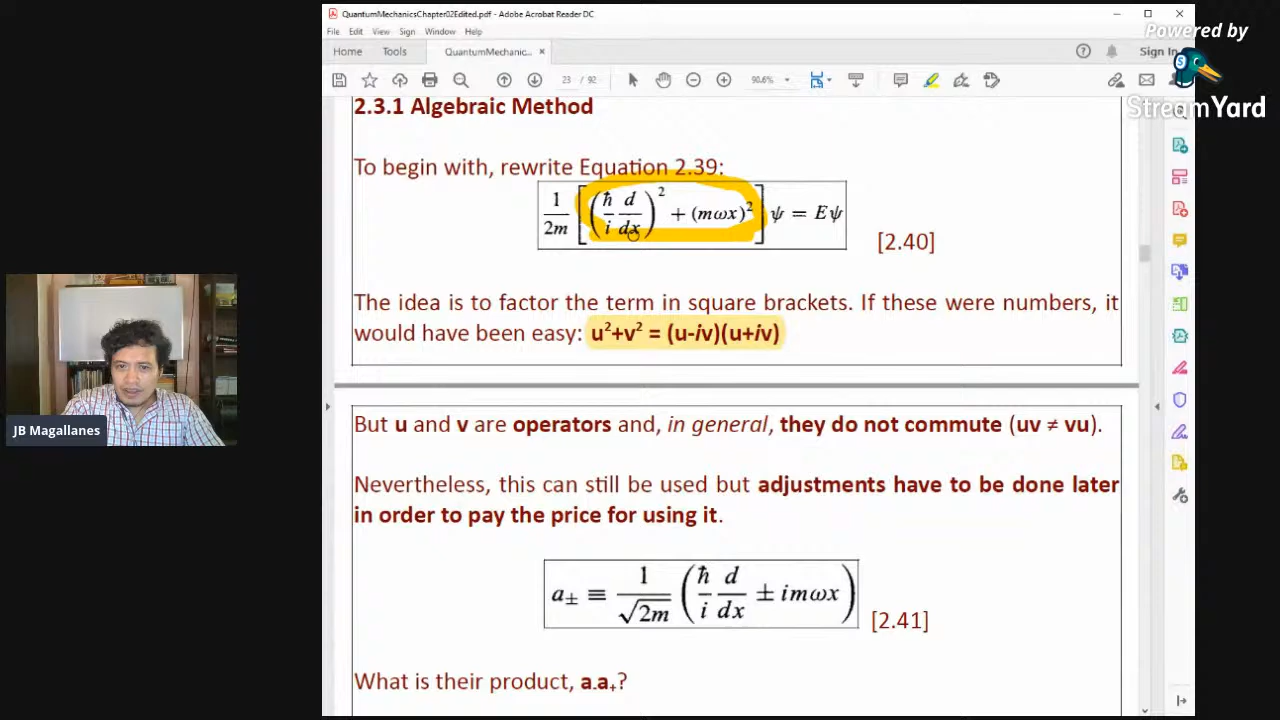 QuantumMechanicsChapter02Edited.pdf - Adobe Acrobat Reader DC
File Edit View Sign Window Help
Home Tools QuantumMechanic... × Sign In
23 / 92 90.6%
Powered by
StreamYard
2.3.1 Algebraic Method
To begin with, rewrite Equation 2.39:
1/2m [(ħ/i d/dx)² + (mωx)²] ψ = Eψ [2.40]
The idea is to factor the term in square brackets. If these were numbers, it
would have been easy: u²+v² = (u-iv)(u+iv)
JB Magallanes
But u and v are operators and, in general, they do not commute (uv ≠ vu).
Nevertheless, this can still be used but adjustments have to be done later
in order to pay the price for using it.
a± ≡ 1/√2m (ħ/i d/dx ± imωx) [2.41]
What is their product, a₋a₊?